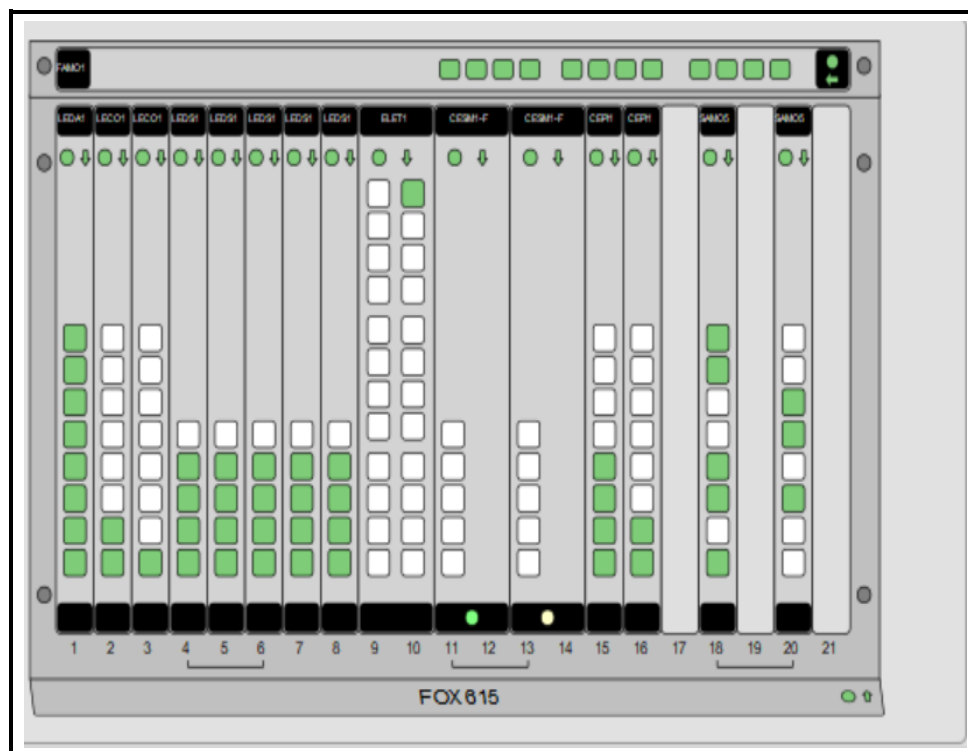 FAMO1
LEDA1 LECO1 LECO1 LEDS1 LEDS1 LEDS1 LEDS1 LEDS1 ELET1 CESM1-F CESM1-F CEPI1 CEPI1 SAMO5 SAMO5
1 2 3 4 5 6 7 8 9 10 11 12 13 14 15 16 17 18 19 20 21
FOX615